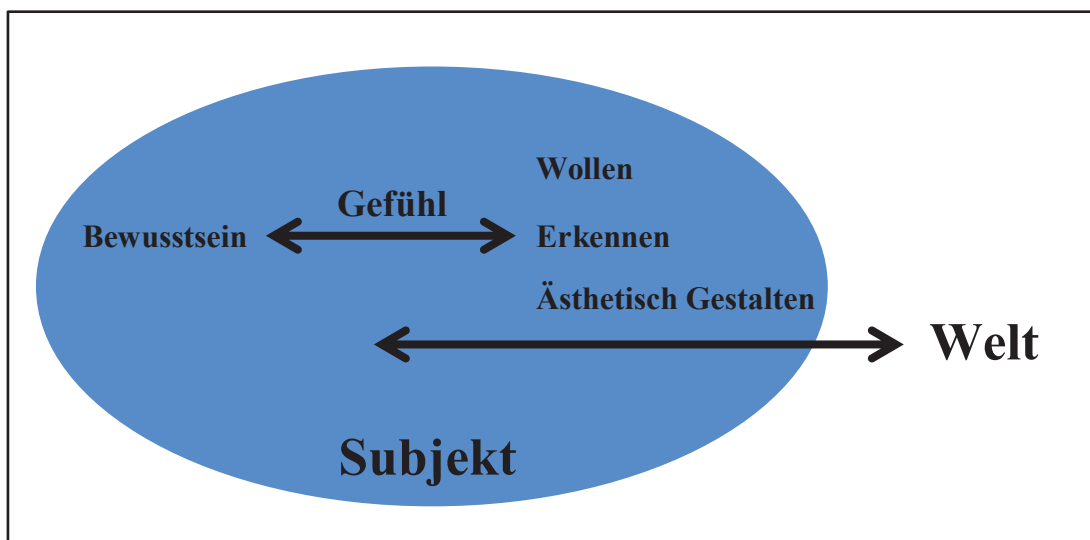 Wollen
Gefühl
Bewusstsein
Erkennen
Ästhetisch Gestalten
Welt
Subjekt